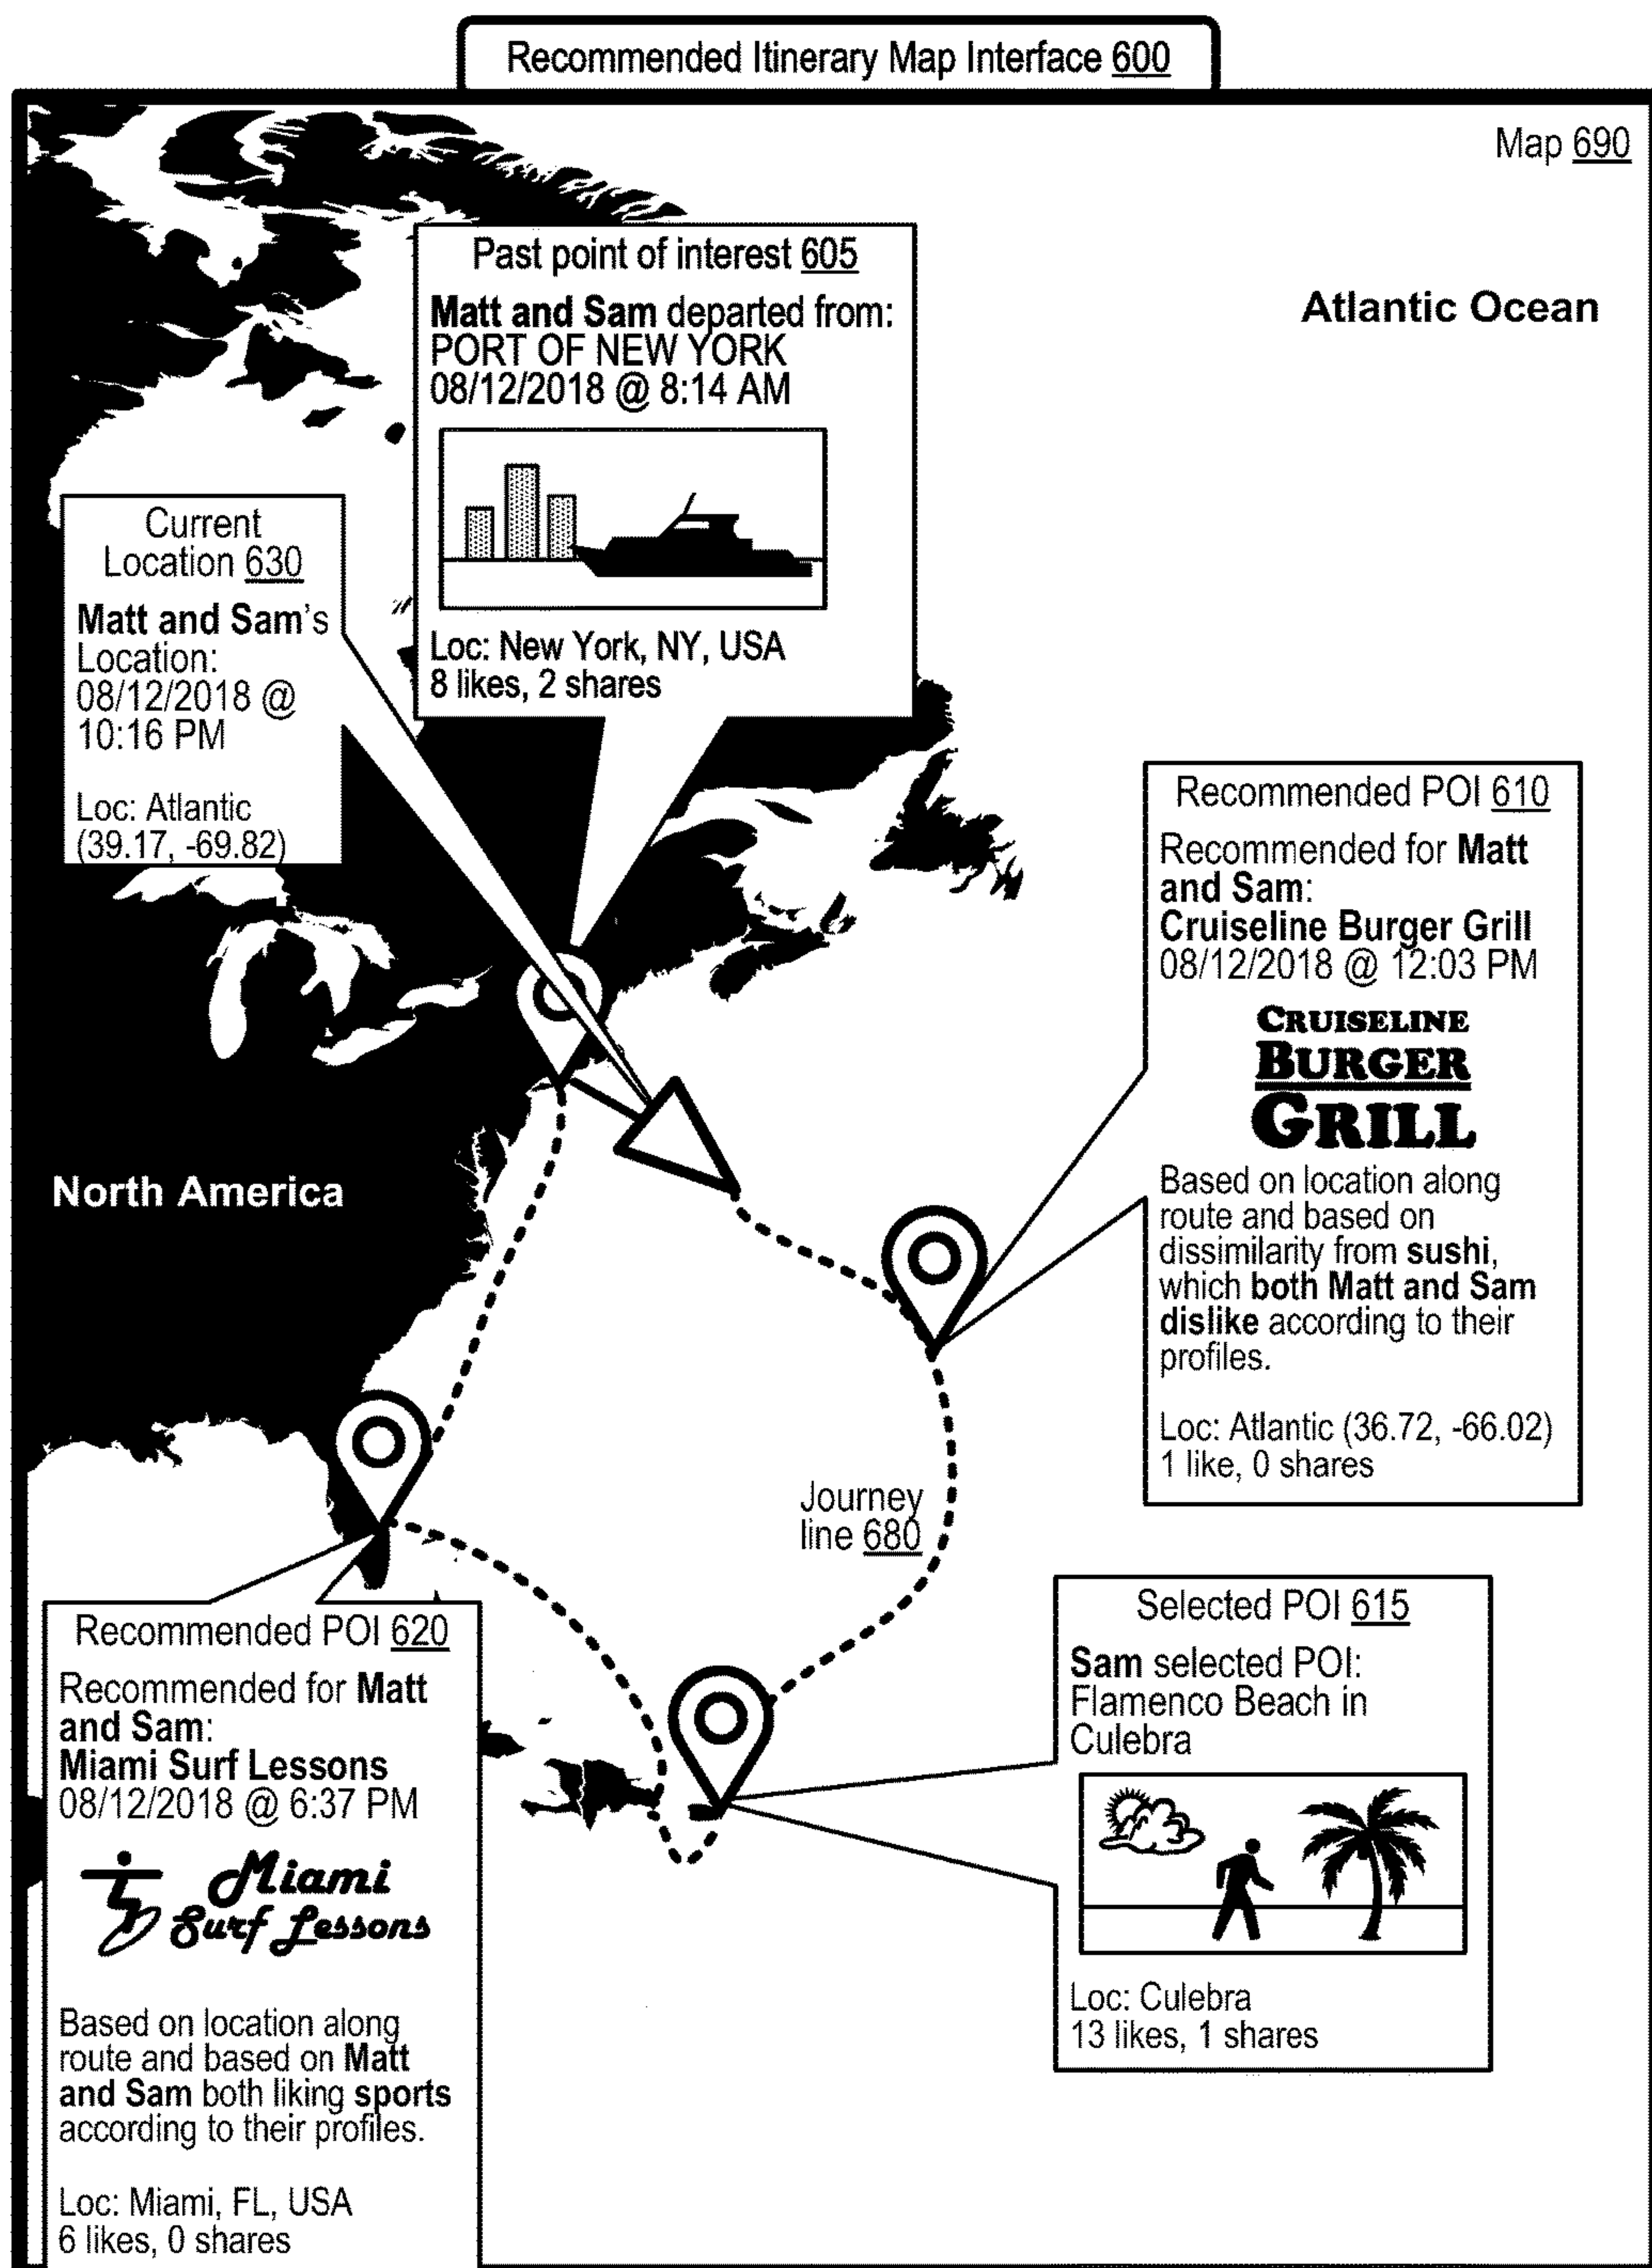 Recommended Itinerary Map Interface 600
Map 690
Atlantic Ocean
Past point of interest 605
Matt and Sam departed from:
PORT OF NEW YORK
08/12/2018 @ 8:14 AM
Loc: New York, NY, USA
8 likes, 2 shares
Current
Location 630
Matt and Sam's
Location:
08/12/2018 @
10:16 PM
Loc: Atlantic
(39.17, -69.82)
Recommended POI 610
Recommended for Matt
and Sam:
Cruiseline Burger Grill
08/12/2018 @ 12:03 PM
CRUISELINE
BURGER
GRILL
Based on location along
route and based on
dissimilarity from sushi,
which both Matt and Sam
dislike according to their
profiles.
Loc: Atlantic (36.72, -66.02)
1 like, 0 shares
North America
Journey
line 680
Recommended POI 620
Recommended for Matt
and Sam:
Miami Surf Lessons
08/12/2018 @ 6:37 PM
Miami
Surf Lessons
Based on location along
route and based on Matt
and Sam both liking sports
according to their profiles.
Loc: Miami, FL, USA
6 likes, 0 shares
Selected POI 615
Sam selected POI:
Flamenco Beach in
Culebra
Loc: Culebra
13 likes, 1 shares